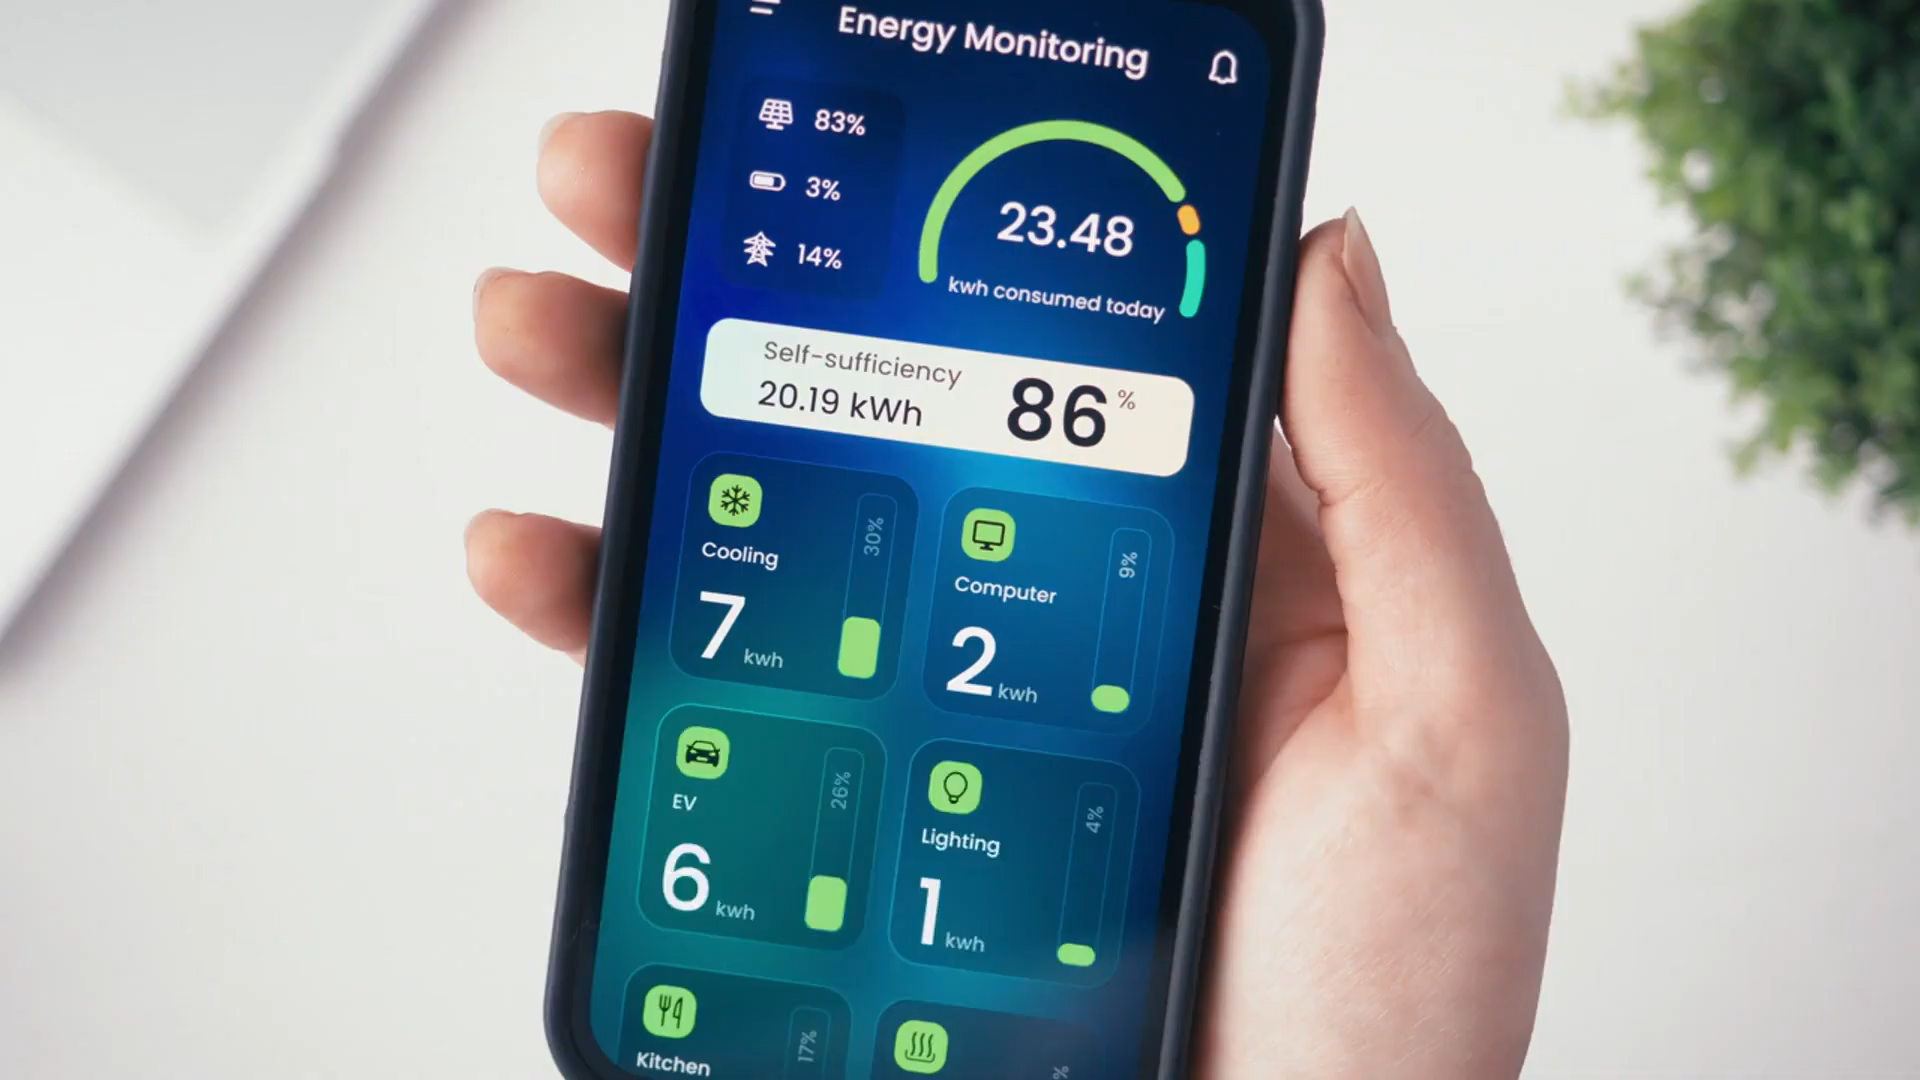 Energy Monitoring
83%
3%
14%
23.48
kwh consumed today
Self-sufficiency
20.19 kWh
86%
Cooling
30%
7 kwh
Computer
9%
2 kwh
EV
26%
6 kwh
Lighting
4%
1 kwh
Kitchen
17%
%